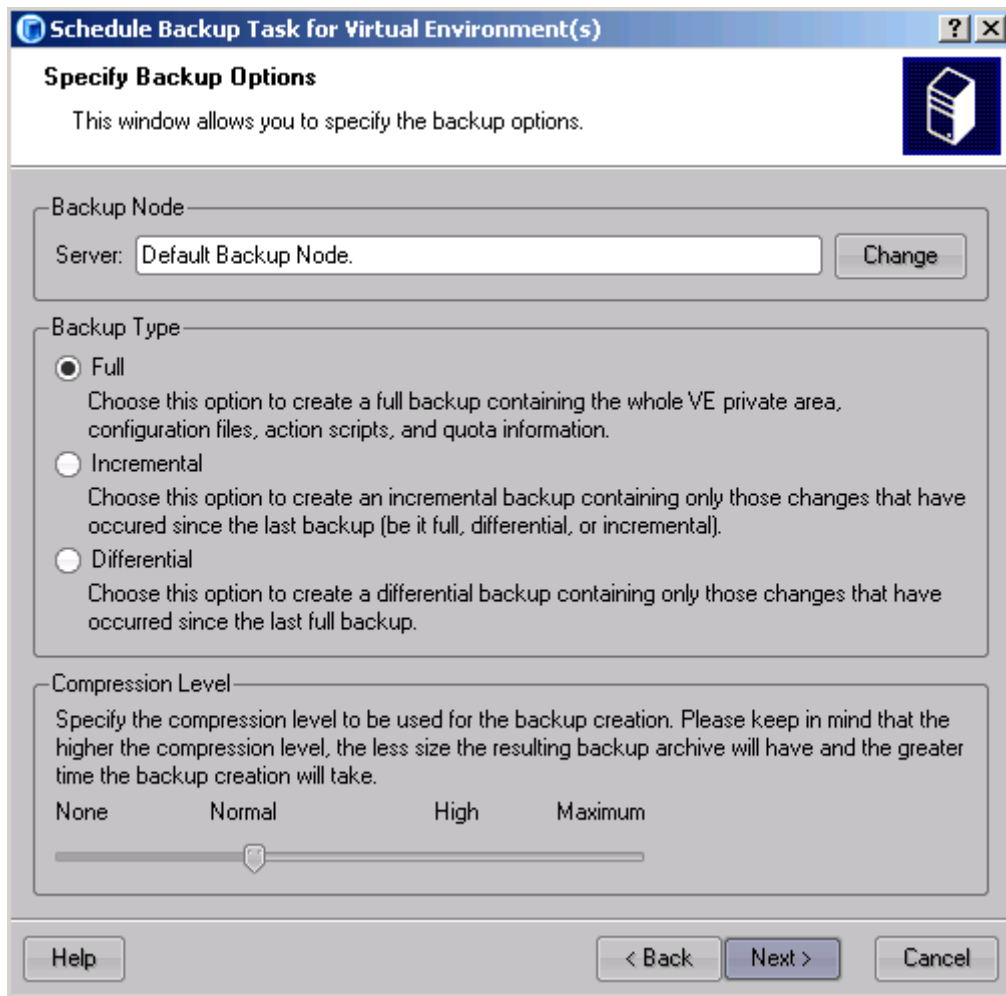 Schedule Backup Task for Virtual Environment(s)
Specify Backup Options
This window allows you to specify the backup options.
Backup Node
Server: Default Backup Node. Change
Backup Type
Full
Choose this option to create a full backup containing the whole VE private area,
configuration files, action scripts, and quota information.
Incremental
Choose this option to create an incremental backup containing only those changes that have
occured since the last backup (be it full, differential, or incremental).
Differential
Choose this option to create a differential backup containing only those changes that have
occurred since the last full backup.
Compression Level
Specify the compression level to be used for the backup creation. Please keep in mind that the
higher the compression level, the less size the resulting backup archive will have and the greater
time the backup creation will take.
None Normal High Maximum
Help < Back Next > Cancel